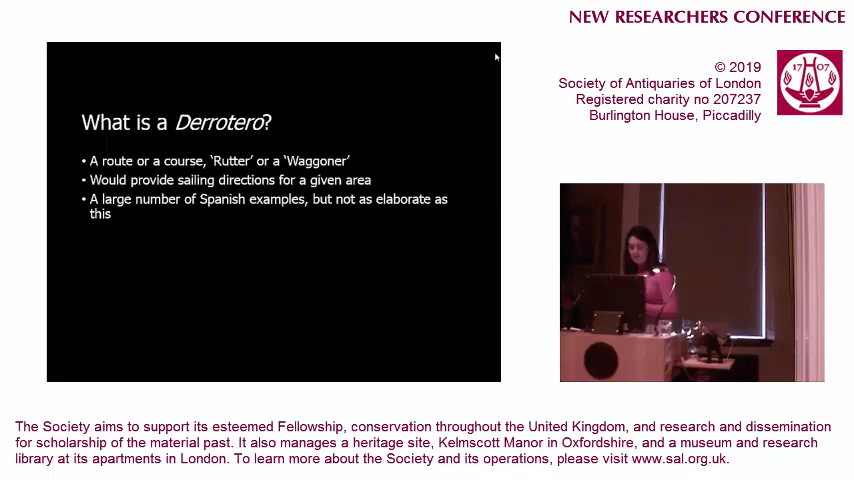 NEW RESEARCHERS CONFERENCE
© 2019
Society of Antiquaries of London
Registered charity no 207237
Burlington House, Piccadilly
1707
What is a Derrotero?
• A route or a course, ‘Rutter’ or a ‘Waggoner’
• Would provide sailing directions for a given area
• A large number of Spanish examples, but not as elaborate as
this
The Society aims to support its esteemed Fellowship, conservation throughout the United Kingdom, and research and dissemination
for scholarship of the material past. It also manages a heritage site, Kelmscott Manor in Oxfordshire, and a museum and research
library at its apartments in London. To learn more about the Society and its operations, please visit www.sal.org.uk.